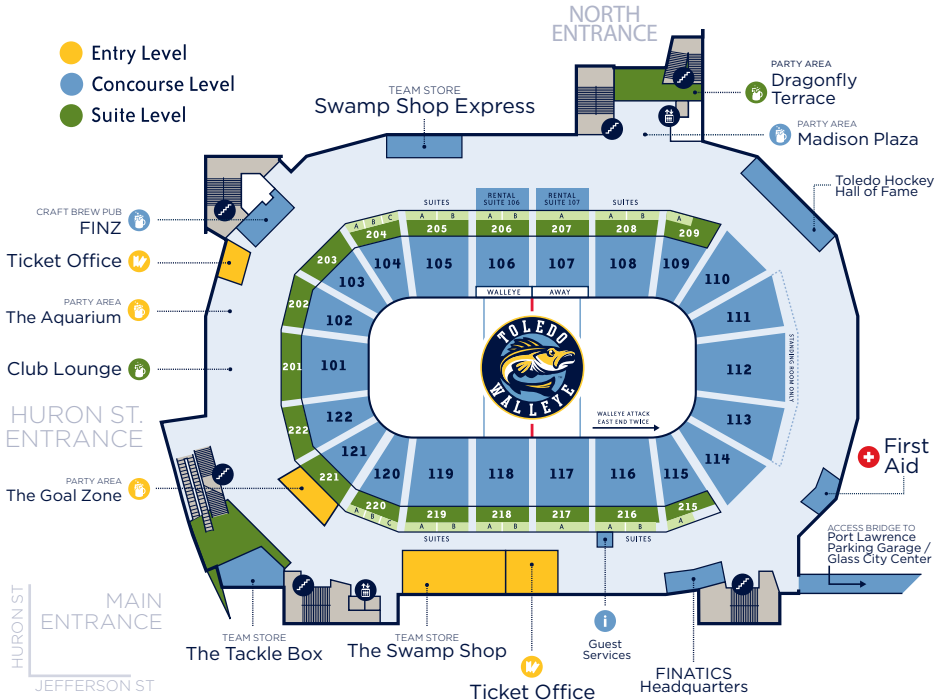 NORTH
ENTRANCE
Entry Level
Concourse Level
Suite Level
TEAM STORE
Swamp Shop Express
PARTY AREA
Dragonfly
Terrace
PARTY AREA
Madison Plaza
Toledo Hockey
Hall of Fame
CRAFT BREW PUB
FINZ
Ticket Office
PARTY AREA
The Aquarium
Club Lounge
HURON ST.
ENTRANCE
PARTY AREA
The Goal Zone
SUITES
RENTAL
SUITE 106
RENTAL
SUITE 107
SUITES
A B C
A B
A B
A
A B
A
204
205
206
207
208
209
203
202
201
222
221
220
219
218
217
216
215
A B C
A B
A B
A
A B
A
SUITES
SUITES
104
105
106
107
108
109
103
110
102
111
101
112
122
113
121
114
120
119
118
117
116
115
WALLEYE
AWAY
TOLEDO
WALLEYE
WALLEYE ATTACK
EAST END TWICE
STANDING ROOM ONLY
First
Aid
ACCESS BRIDGE TO
Port Lawrence
Parking Garage /
Glass City Center
i
Guest
Services
FINATICS
Headquarters
Ticket Office
TEAM STORE
The Swamp Shop
TEAM STORE
The Tackle Box
MAIN
ENTRANCE
HURON ST
JEFFERSON ST